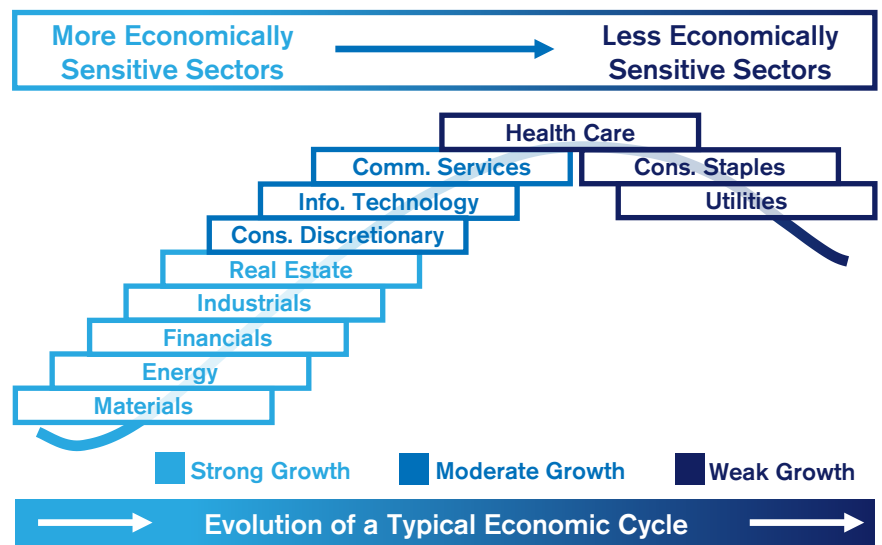 More Economically
Sensitive Sectors
Less Economically
Sensitive Sectors
Health Care
Comm. Services
Cons. Staples
Info. Technology
Utilities
Cons. Discretionary
Real Estate
Industrials
Financials
Energy
Materials
Strong Growth
Moderate Growth
Weak Growth
Evolution of a Typical Economic Cycle